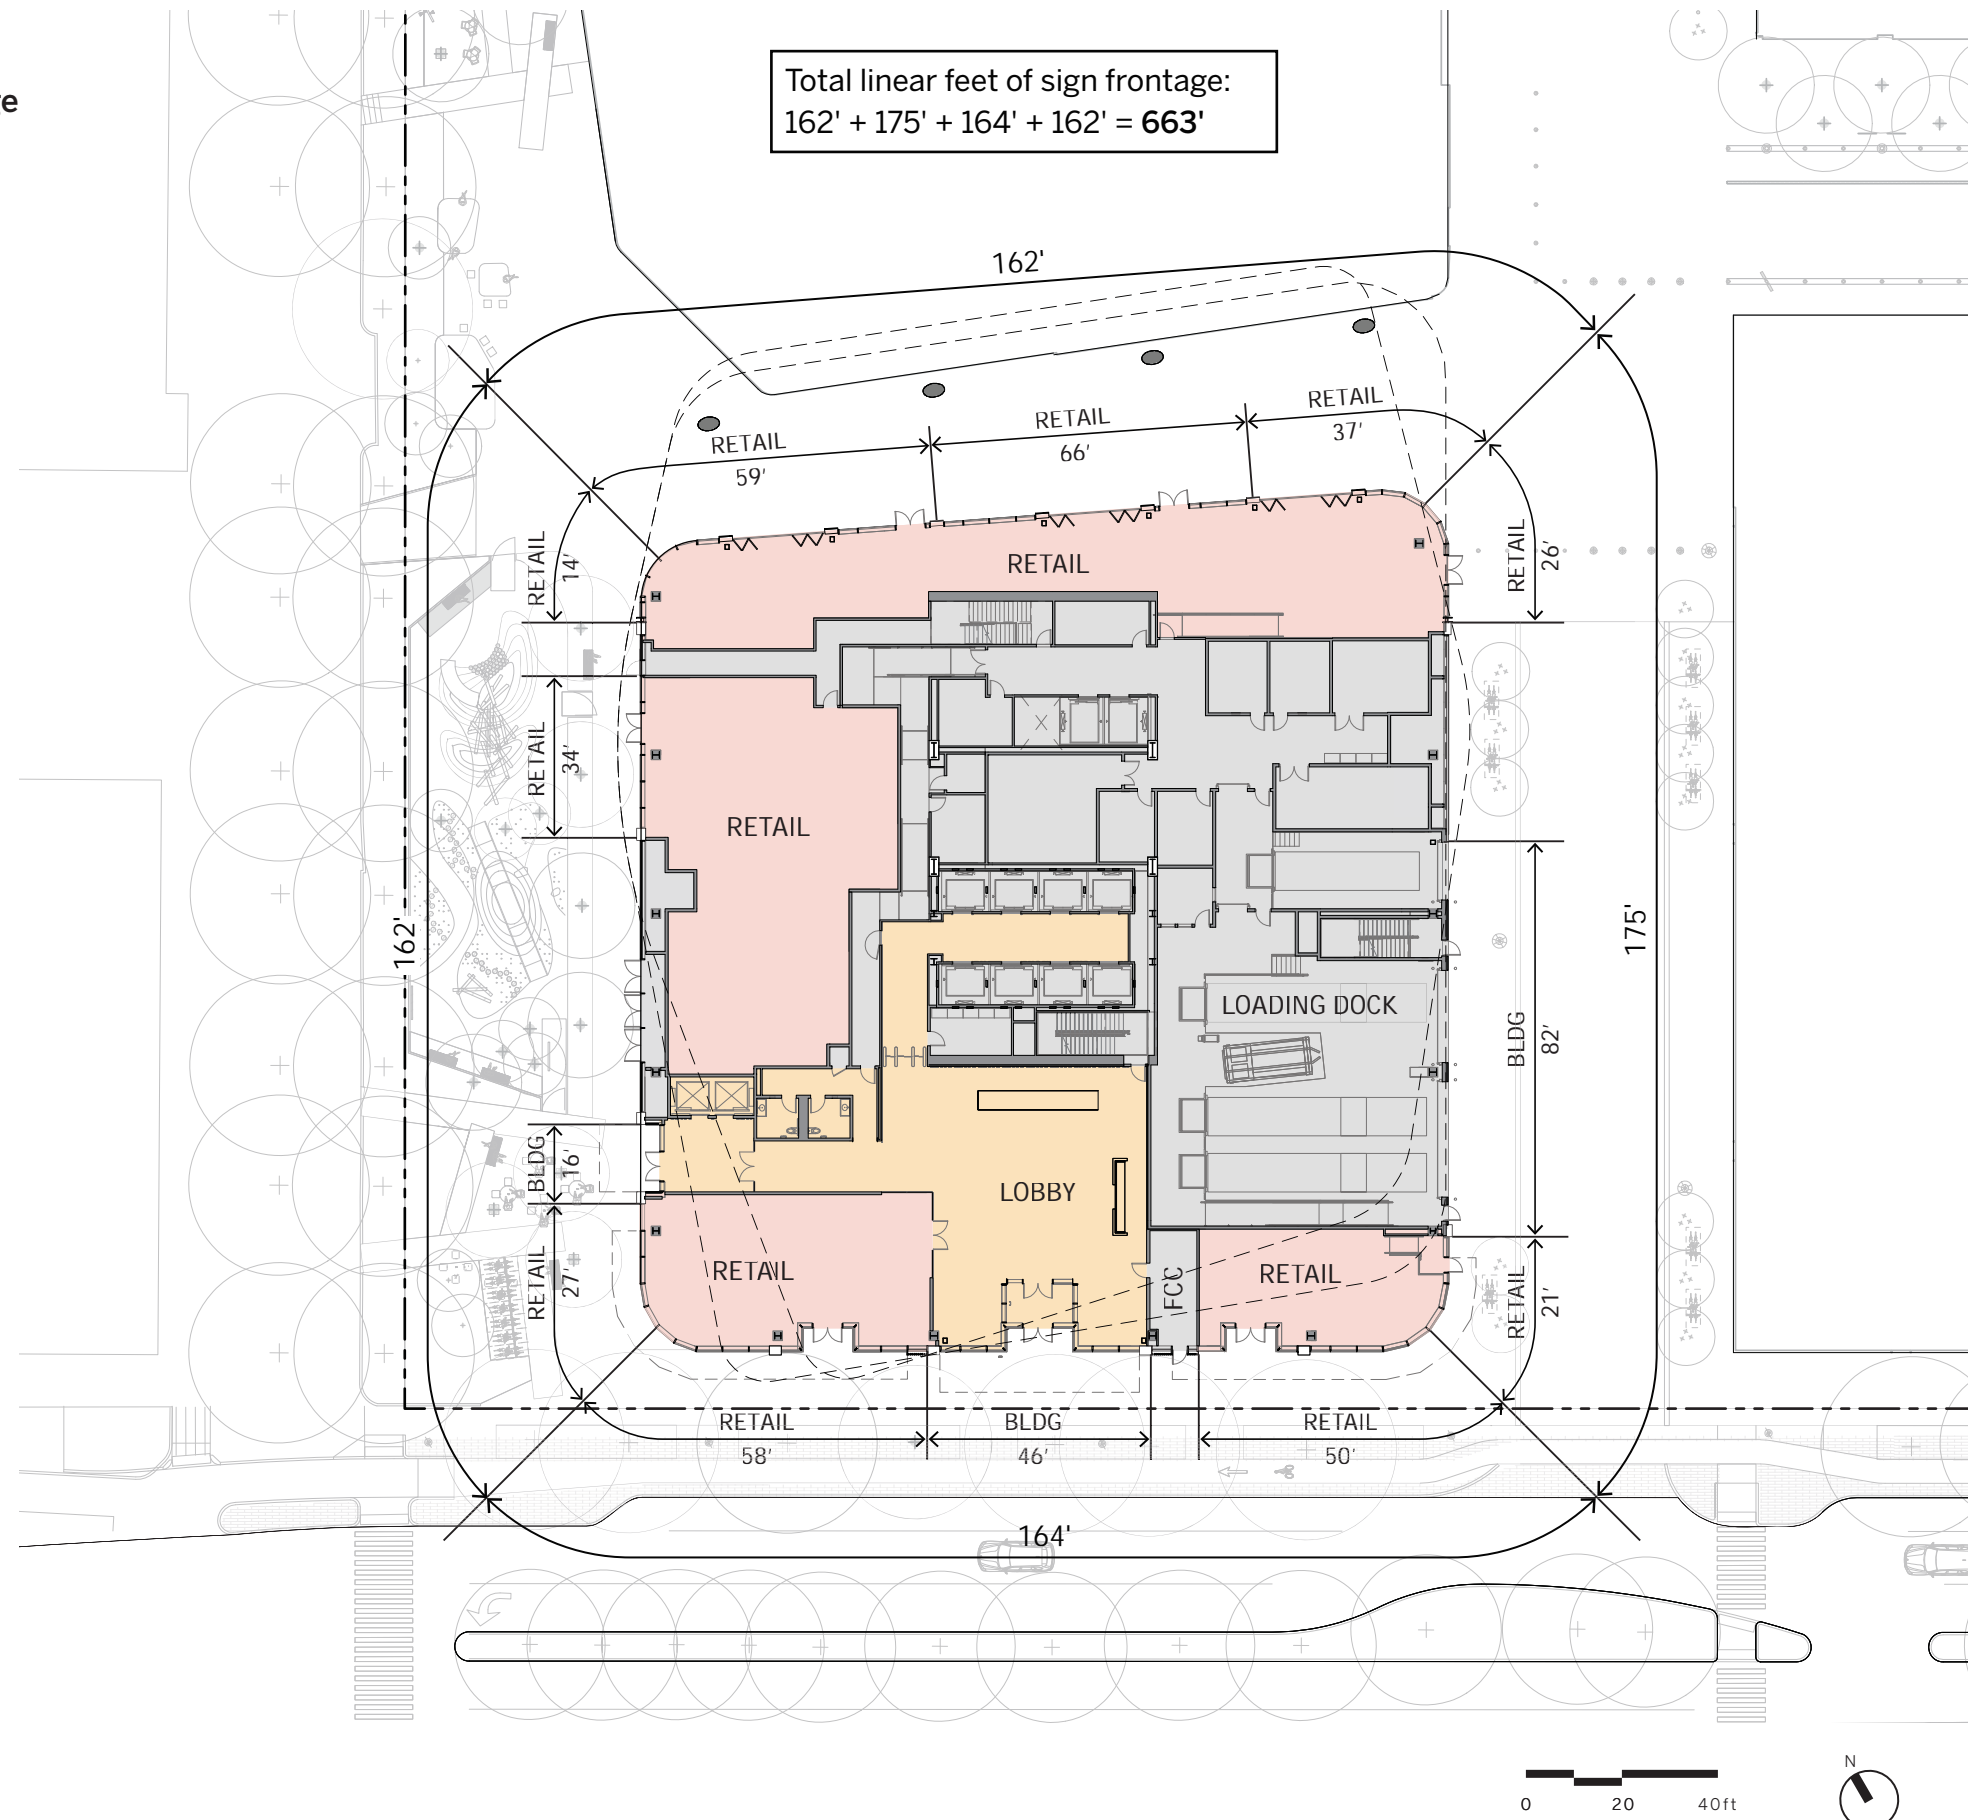 Total linear feet of sign frontage:
162' + 175' + 164' + 162' = 663'
162'
RETAIL
59'
RETAIL
66'
RETAIL
37'
RETAIL
14'
RETAIL
26'
RETAIL
RETAIL
34'
RETAIL
162'
175'
LOADING DOCK
BLDG
82'
BLDG
16'
LOBBY
RETAIL
27'
RETAIL
FCC
RETAIL
RETAIL
21'
RETAIL
58'
BLDG
46'
RETAIL
50'
164'
N
0 20 40ft